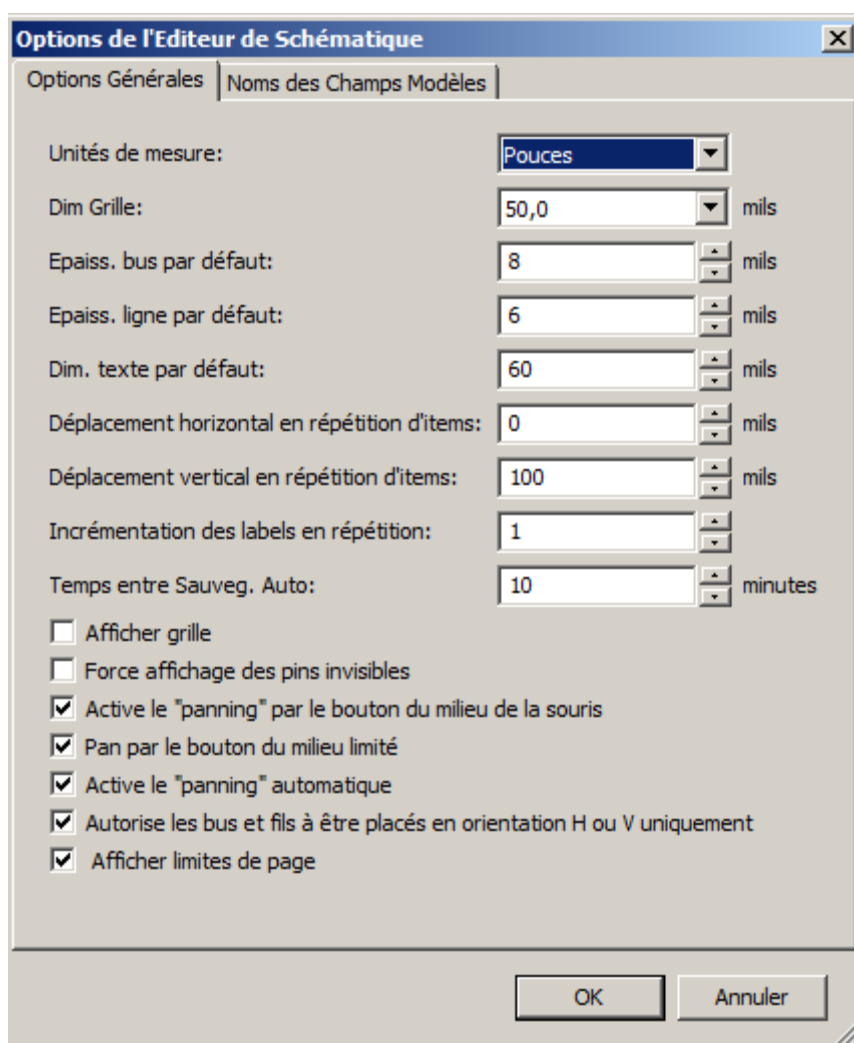 Options de l'Editeur de Schématique
Options Générales Noms des Champs Modèles
Unités de mesure: Pouces
Dim Grille: 50,0 mils
Epaiss. bus par défaut: 8 mils
Epaiss. ligne par défaut: 6 mils
Dim. texte par défaut: 60 mils
Déplacement horizontal en répétition d'items: 0 mils
Déplacement vertical en répétition d'items: 100 mils
Incrémentation des labels en répétition: 1
Temps entre Sauveg. Auto: 10 minutes
Afficher grille
Force affichage des pins invisibles
Active le "panning" par le bouton du milieu de la souris
Pan par le bouton du milieu limité
Active le "panning" automatique
Autorise les bus et fils à être placés en orientation H ou V uniquement
Afficher limites de page
OK Annuler